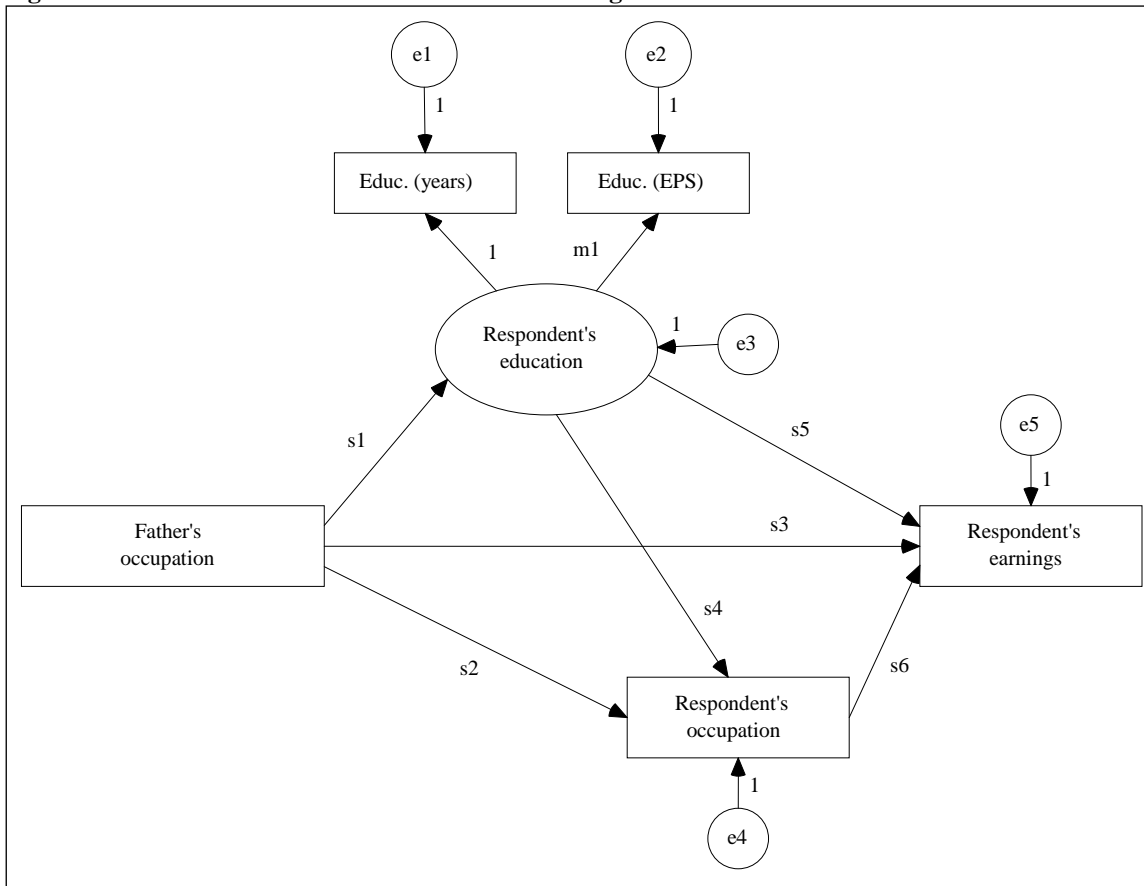 e1
e2
1
1
Educ. (years)
Educ. (EPS)
1
m1
Respondent's
education
1
e3
s1
s5
e5
1
Father's
occupation
s3
Respondent's
earnings
s4
s2
s6
Respondent's
occupation
1
e4